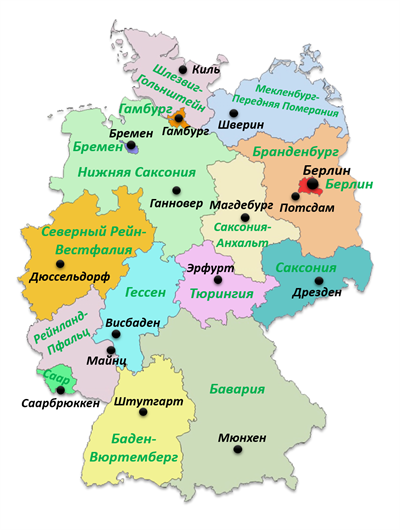 Киль
Шлезвиг-
Гольнштейн
Мекленбург-
Передняя Померания
Гамбург
Гамбург
Шверин
Бремен
Бремен
Нижняя Саксония
Бранденбург
Берлин
Берлин
Потсдам
Ганновер
Магдебург
Саксония-
Анхальт
Северный Рейн-
Вестфалия
Дюссельдорф
Гессен
Эрфурт
Тюрингия
Саксония
Дрезден
Рейнланд-
Пфальц
Висбаден
Майнц
Саар
Саарбрюккен
Штутгарт
Баден-
Вюртемберг
Бавария
Мюнхен